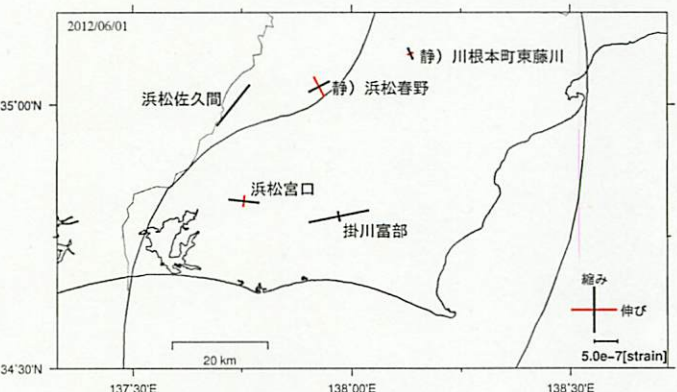 2012/06/01
静）川根本町東藤川
浜松佐久間
静）浜松春野
35°00'N
浜松宮口
掛川富部
縮み
伸び
5.0e-7[strain]
20 km
34°30'N
137°30'E
138°00'E
138°30'E